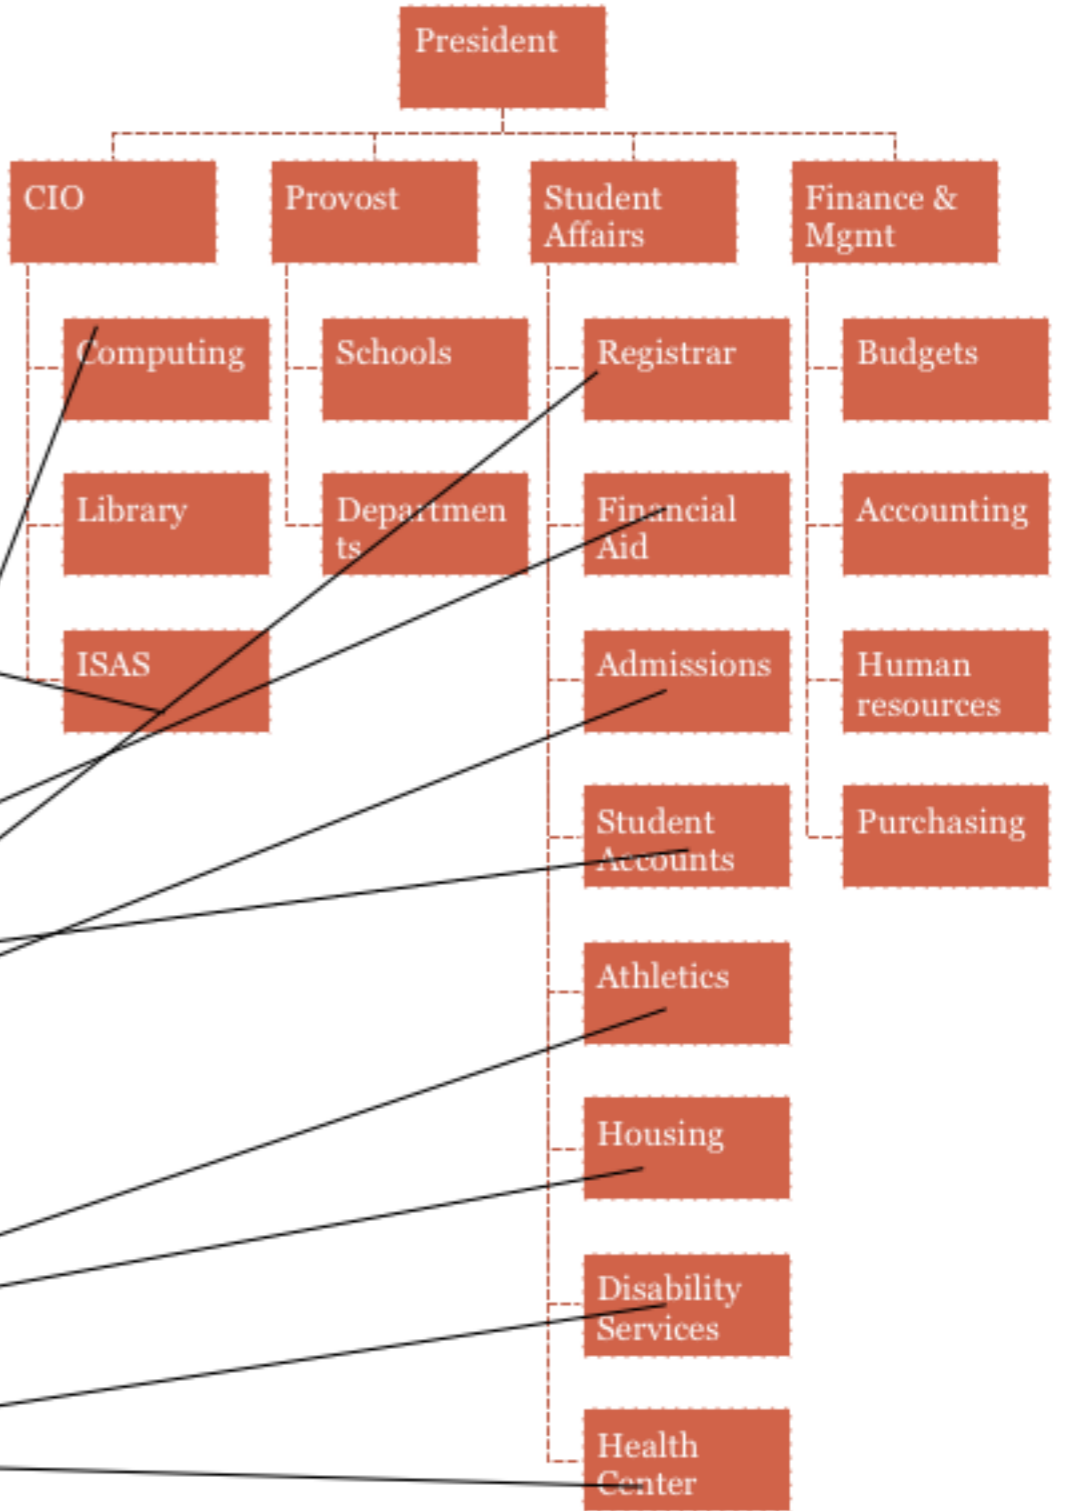 President
CIO
Provost
Student
Affairs
Finance &
Mgmt
Computing
Library
ISAS
Schools
Departmen
ts
Registrar
Financial
Aid
Admissions
Student
Accounts
Athletics
Housing
Disability
Services
Health
Center
Budgets
Accounting
Human
resources
Purchasing